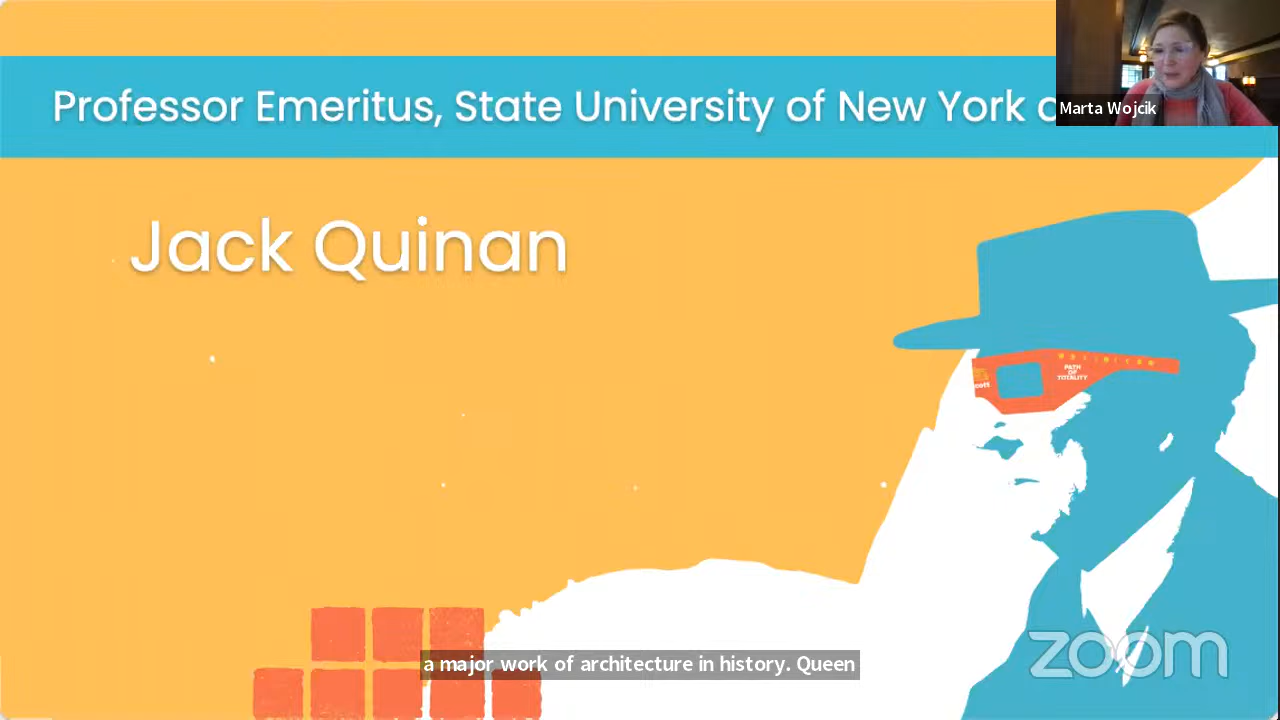 Professor Emeritus, State University of New York
Marta Wojcik
Jack Quinan
PATH
OF
TOTALITY
cott
a major work of architecture in history. Queen
zoom